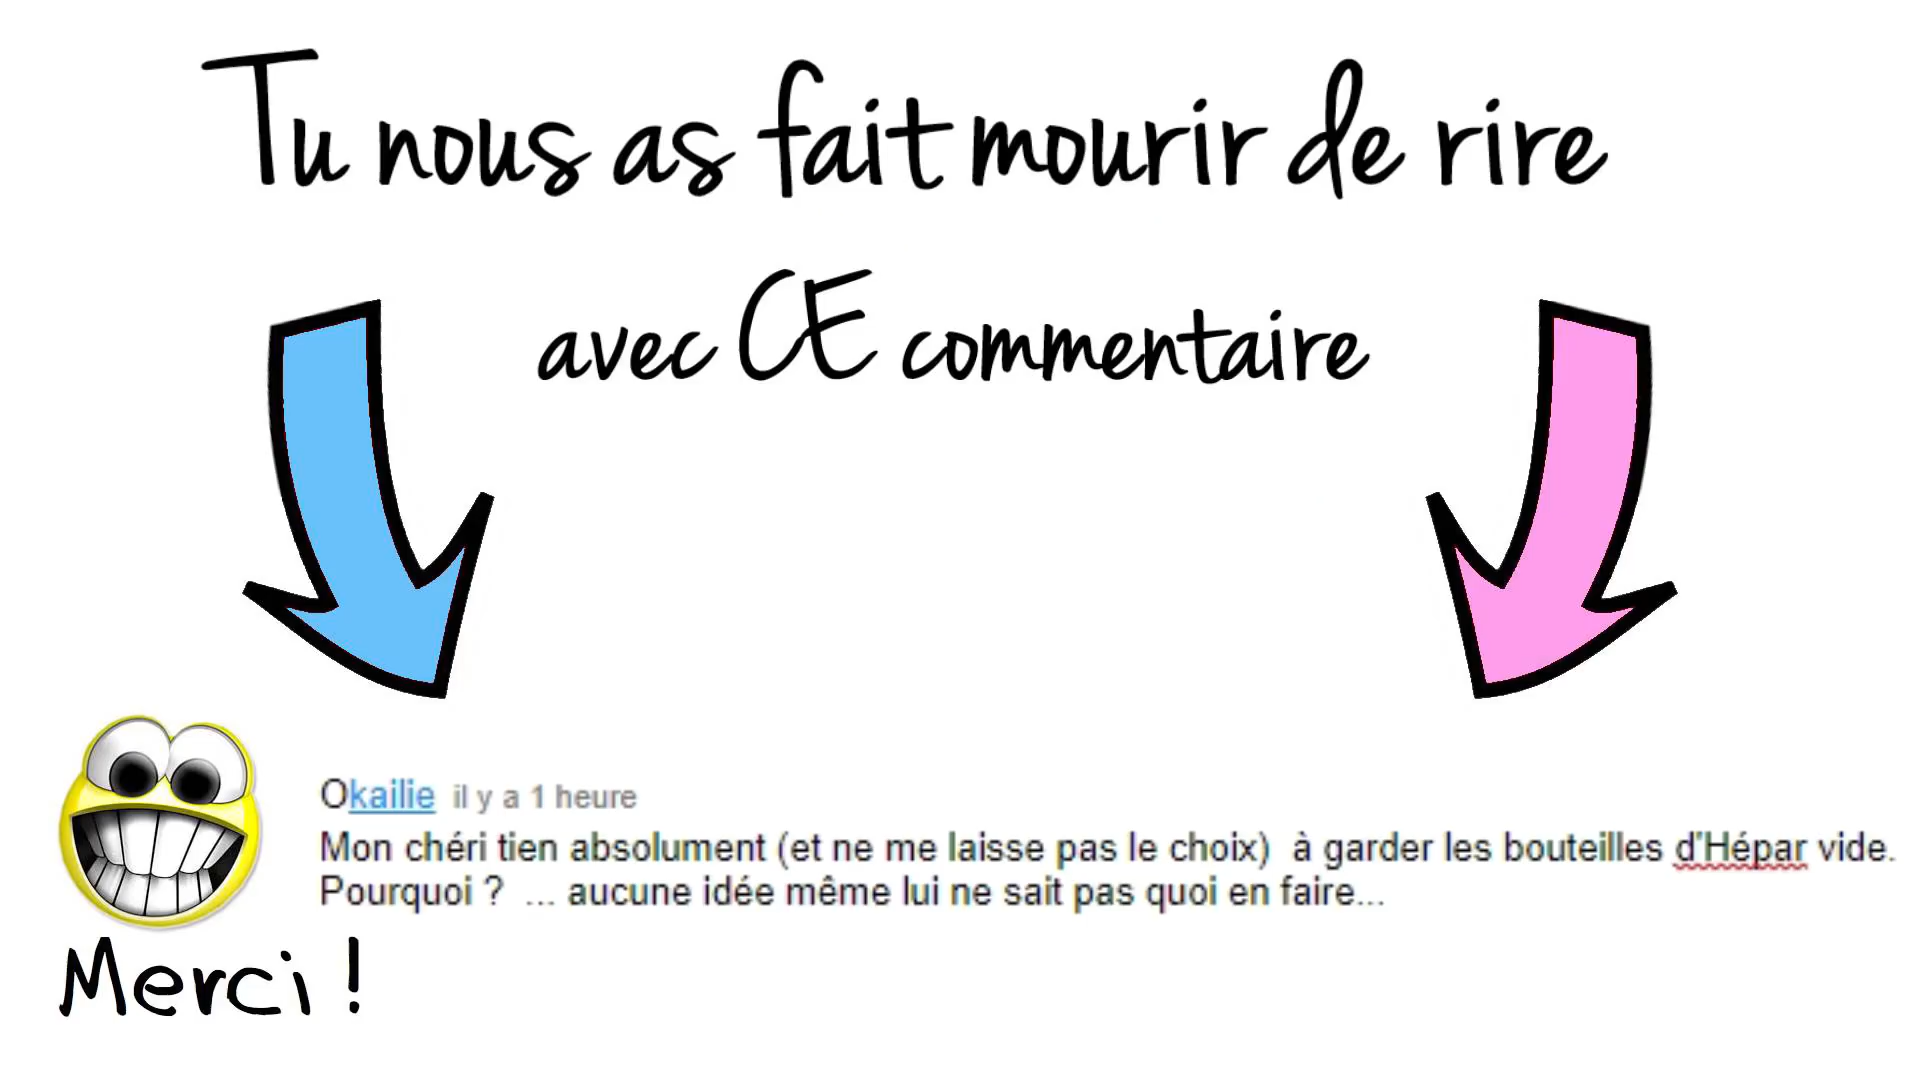 Tu nous as fait mourir de rire
avec CE commentaire
Okailie il y a 1 heure
Mon chéri tien absolument (et ne me laisse pas le choix) à garder les bouteilles d'Hépar vide.
Pourquoi ? ... aucune idée même lui ne sait pas quoi en faire...
Merci !